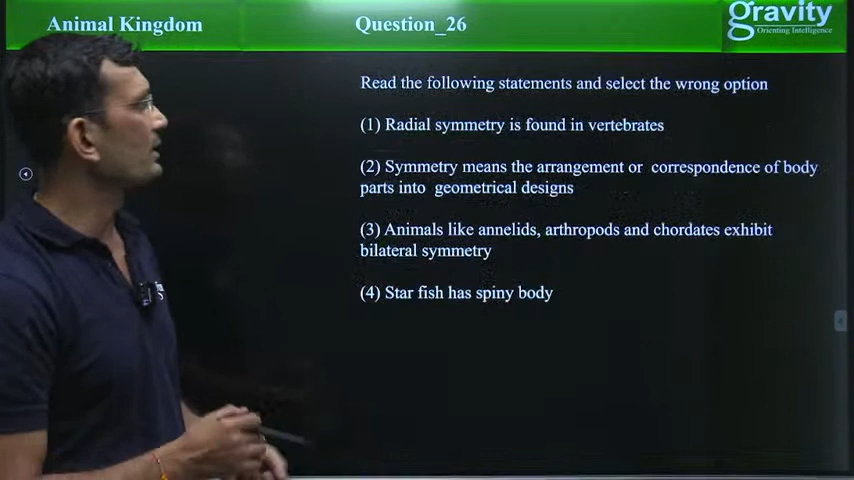 Animal Kingdom
Question_26
gravity
Orienting Intelligence
Read the following statements and select the wrong option
(1) Radial symmetry is found in vertebrates
(2) Symmetry means the arrangement or correspondence of body
parts into geometrical designs
(3) Animals like annelids, arthropods and chordates exhibit
bilateral symmetry
(4) Star fish has spiny body